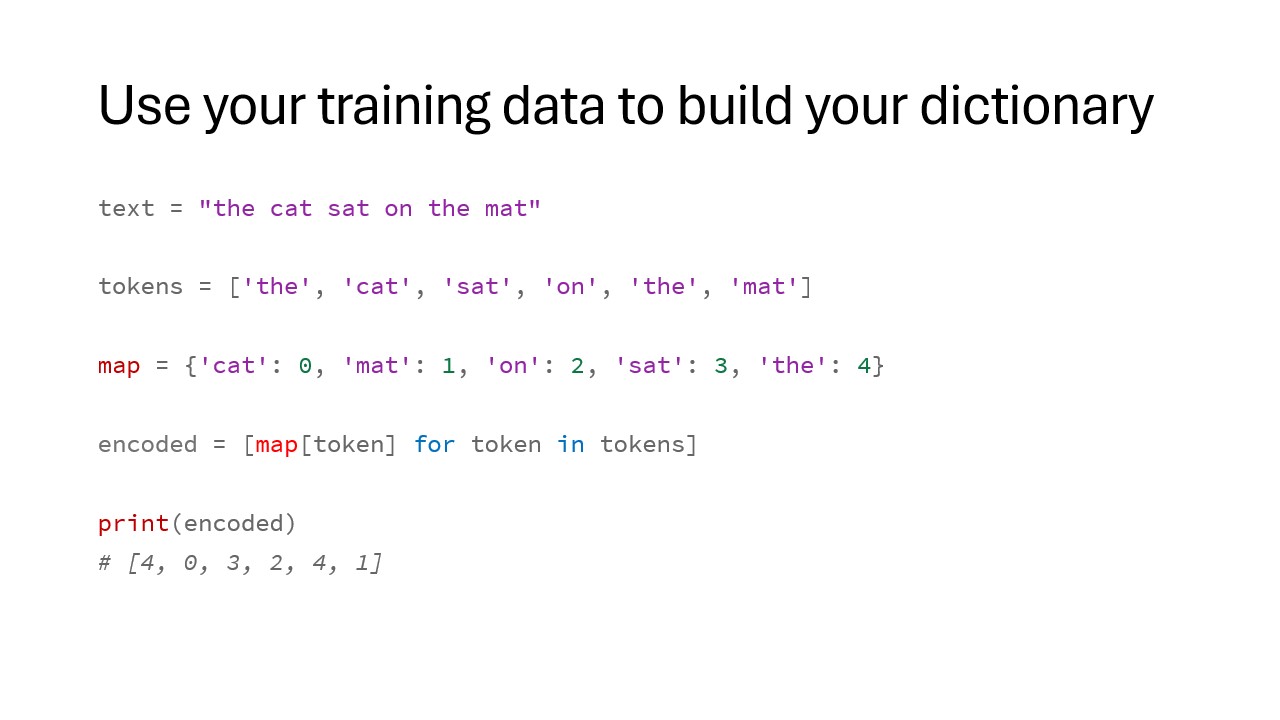 Use your training data to build your dictionary
text = "the cat sat on the mat"
tokens = ['the', 'cat', 'sat', 'on', 'the', 'mat']
map = {'cat': 0, 'mat': 1, 'on': 2, 'sat': 3, 'the': 4}
encoded = [map[token] for token in tokens]
print(encoded)
# [4, 0, 3, 2, 4, 1]